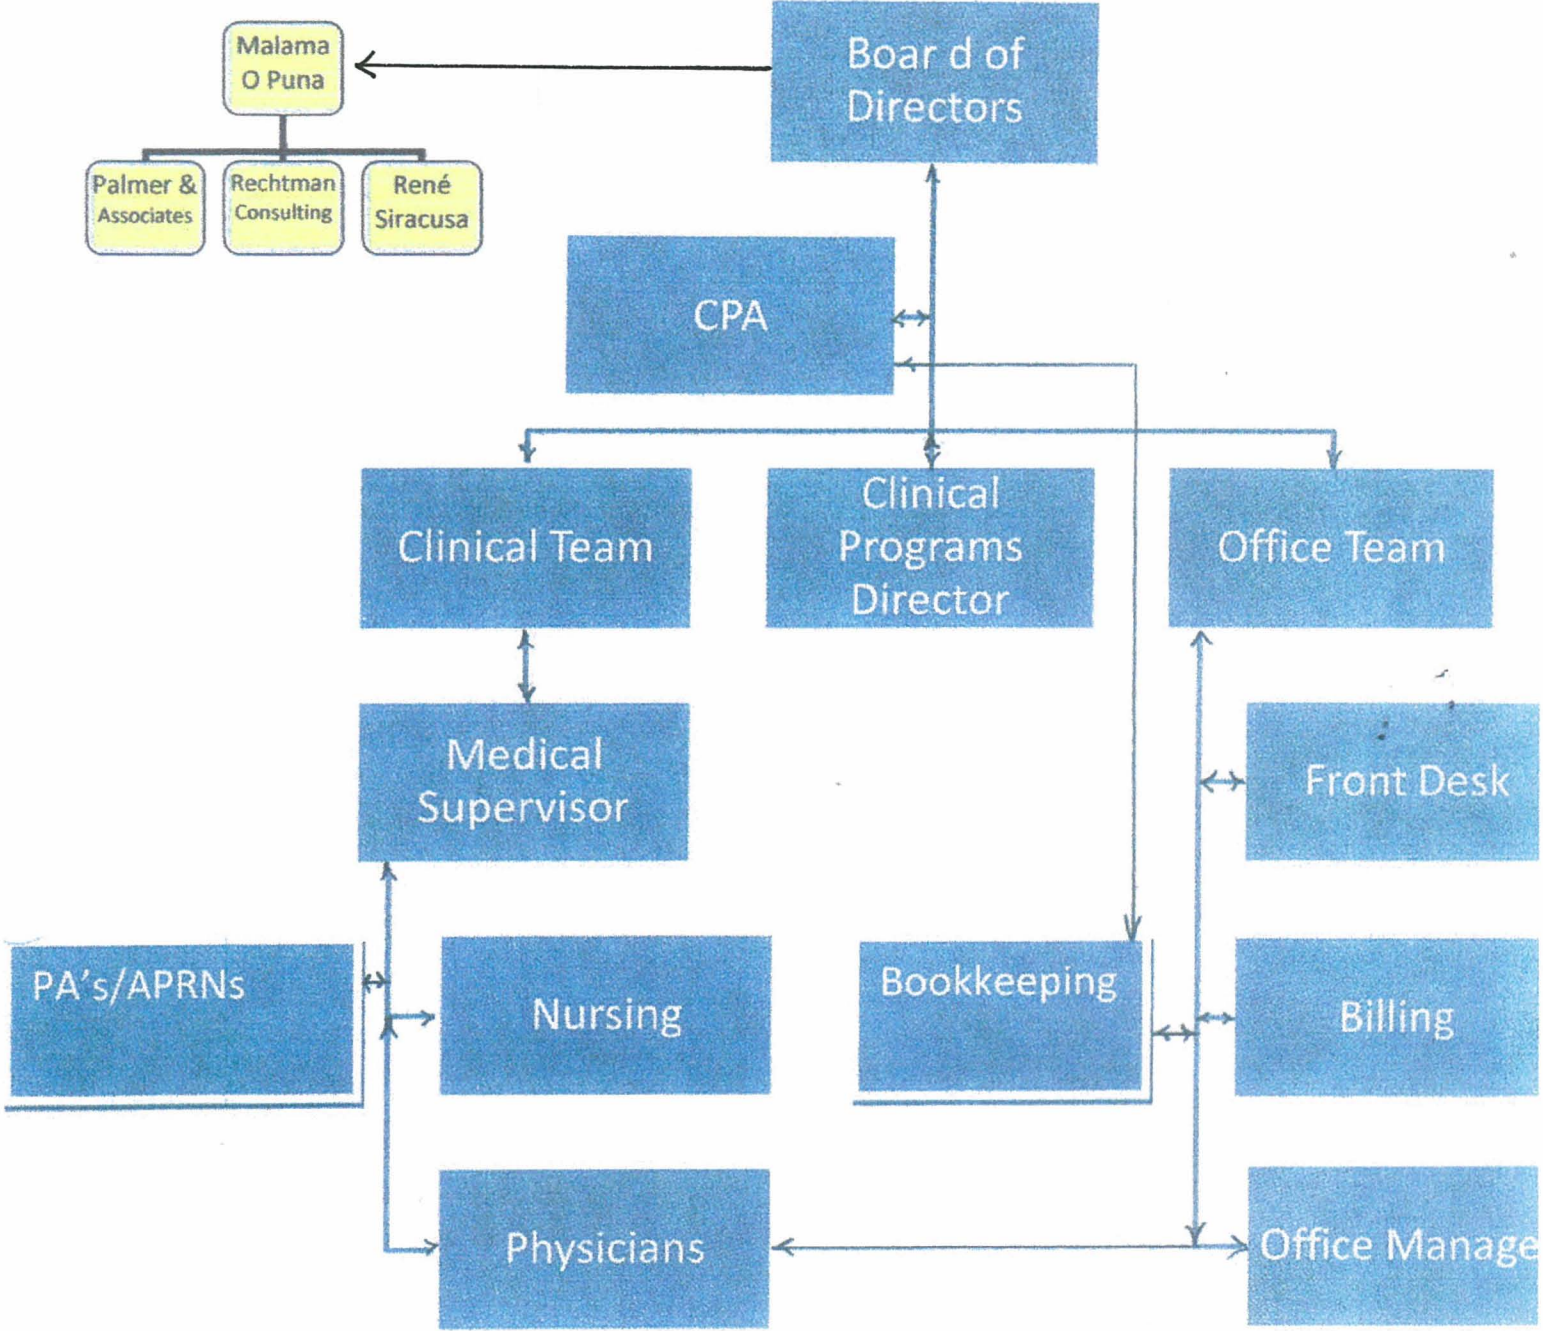 Malama
O Puna
Boar d of
Directors
Palmer &
Associates
Rechtman
Consulting
René
Siracusa
CPA
Clinical Team
Clinical
Programs
Director
Office Team
Medical
Supervisor
Front Desk
PA's/APRNs
Nursing
Bookkeeping
Billing
Physicians
Office Manage